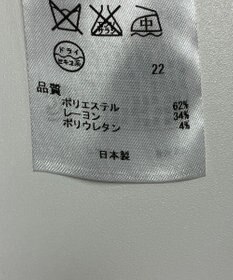 中
ドライ
セキユ系
22
品質
ポリエステル 62%
レーヨン 34%
ポリウレタン 4%
日本製